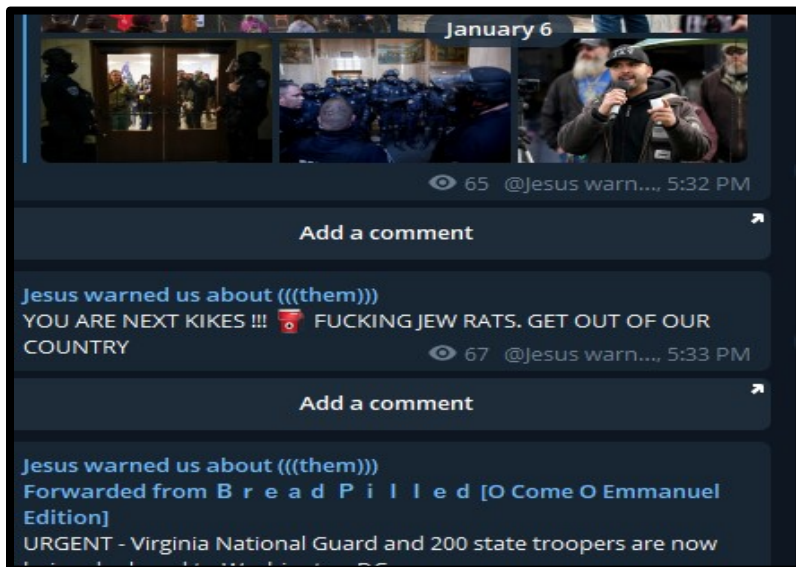 January 6
65 @Jesus warn..., 5:32 PM
Add a comment
Jesus warned us about (((them)))
YOU ARE NEXT KIKES !!! FUCKING JEW RATS. GET OUT OF OUR
COUNTRY 67 @Jesus warn..., 5:33 PM
Add a comment
Jesus warned us about (((them)))
Forwarded from B r e a d P i l l e d [O Come O Emmanuel
Edition]
URGENT - Virginia National Guard and 200 state troopers are now